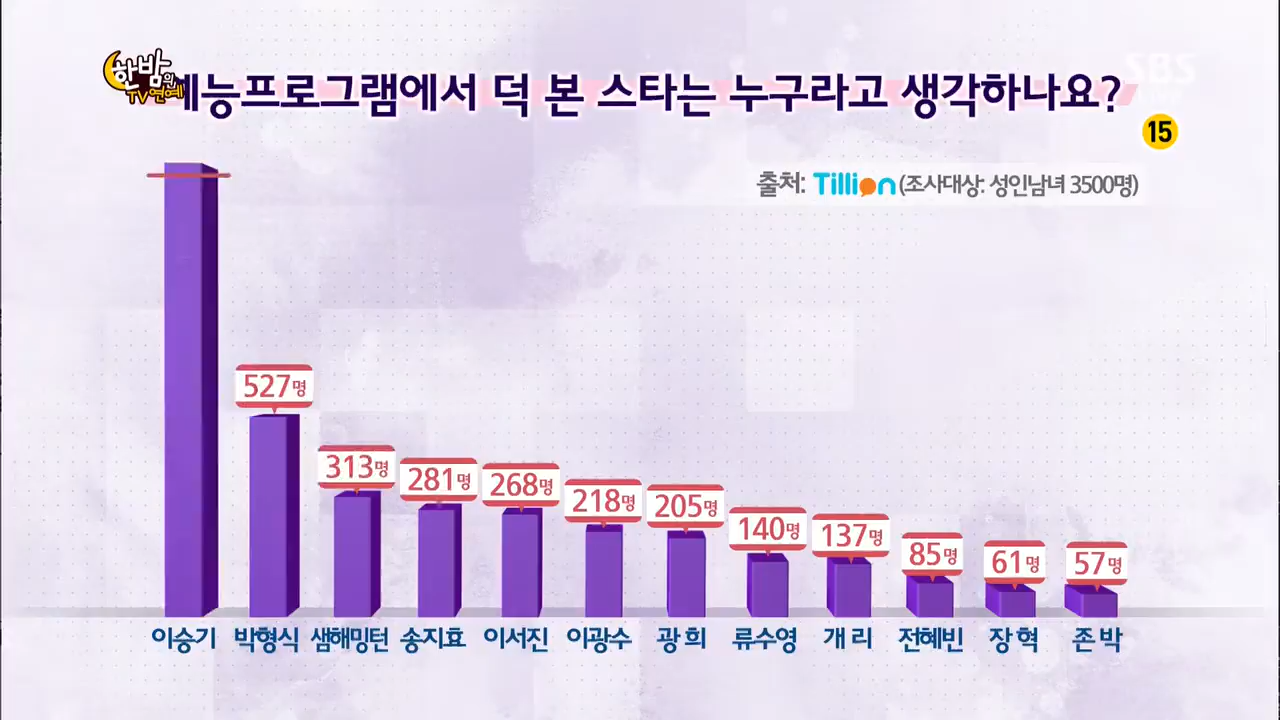 한밤의
TV연예
예능프로그램에서 덕 본 스타는 누구라고 생각하나요?
SBS
LIVE
15
출처: Tillion (조사대상: 성인남녀 3500명)
527명
313명
281명
268명
218명
205명
140명
137명
85명
61명
57명
이승기 박형식 샘해밍턴 송지효 이서진 이광수 광희 류수영 개리 전혜빈 장혁 존박